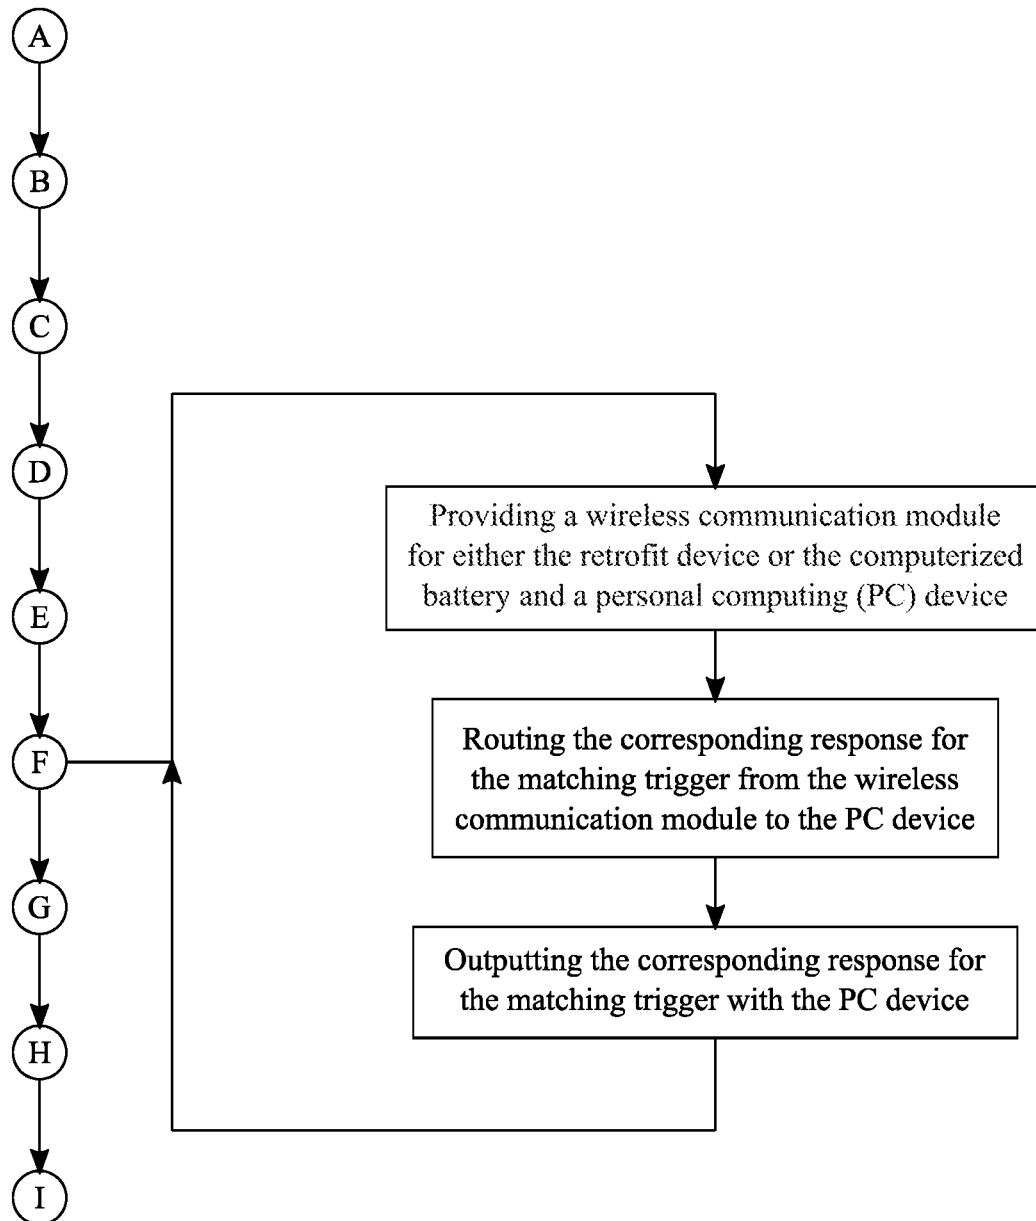 A
B
C
D
Providing a wireless communication module
for either the retrofit device or the computerized
battery and a personal computing (PC) device
E
F
Routing the corresponding response for
the matching trigger from the wireless
communication module to the PC device
G
Outputting the corresponding response for
the matching trigger with the PC device
H
I